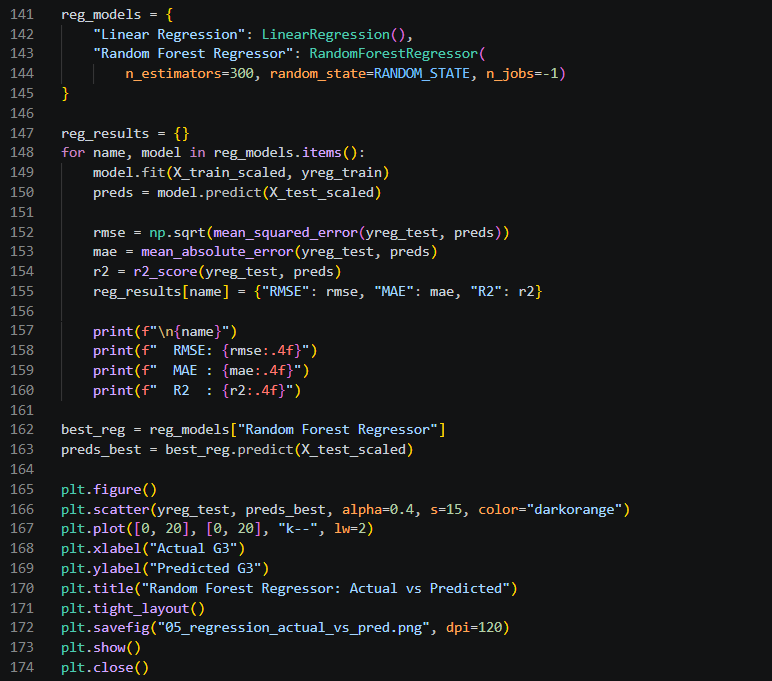 141 reg_models = {
142     "Linear Regression": LinearRegression(),
143     "Random Forest Regressor": RandomForestRegressor(
144         n_estimators=300, random_state=RANDOM_STATE, n_jobs=-1)
145 }
146
147 reg_results = {}
148 for name, model in reg_models.items():
149     model.fit(X_train_scaled, yreg_train)
150     preds = model.predict(X_test_scaled)
151
152     rmse = np.sqrt(mean_squared_error(yreg_test, preds))
153     mae = mean_absolute_error(yreg_test, preds)
154     r2 = r2_score(yreg_test, preds)
155     reg_results[name] = {"RMSE": rmse, "MAE": mae, "R2": r2}
156
157     print(f"\n{name}")
158     print(f"  RMSE: {rmse:.4f}")
159     print(f"  MAE : {mae:.4f}")
160     print(f"  R2  : {r2:.4f}")
161
162 best_reg = reg_models["Random Forest Regressor"]
163 preds_best = best_reg.predict(X_test_scaled)
164
165 plt.figure()
166 plt.scatter(yreg_test, preds_best, alpha=0.4, s=15, color="darkorange")
167 plt.plot([0, 20], [0, 20], "k--", lw=2)
168 plt.xlabel("Actual G3")
169 plt.ylabel("Predicted G3")
170 plt.title("Random Forest Regressor: Actual vs Predicted")
171 plt.tight_layout()
172 plt.savefig("05_regression_actual_vs_pred.png", dpi=120)
173 plt.show()
174 plt.close()